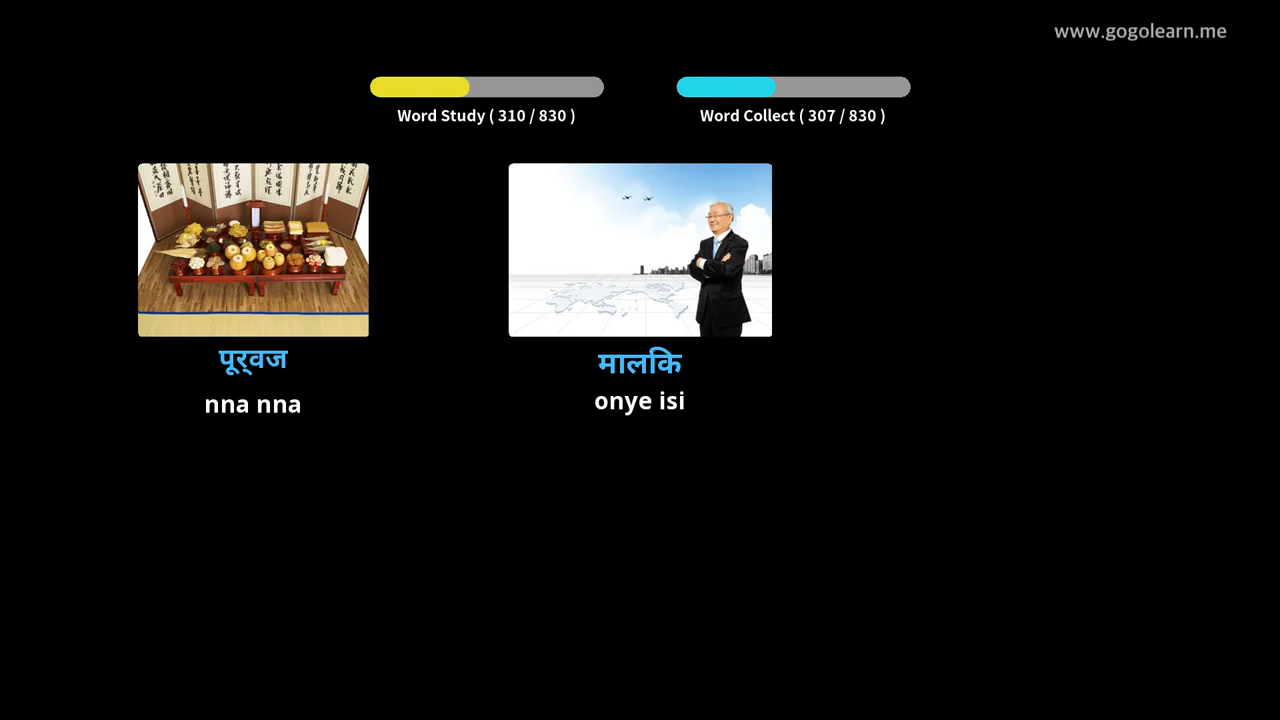 www.gogolearn.me
Word Study ( 310 / 830 )
Word Collect ( 307 / 830 )
पूर्वज
nna nna
मालकि
onye isi